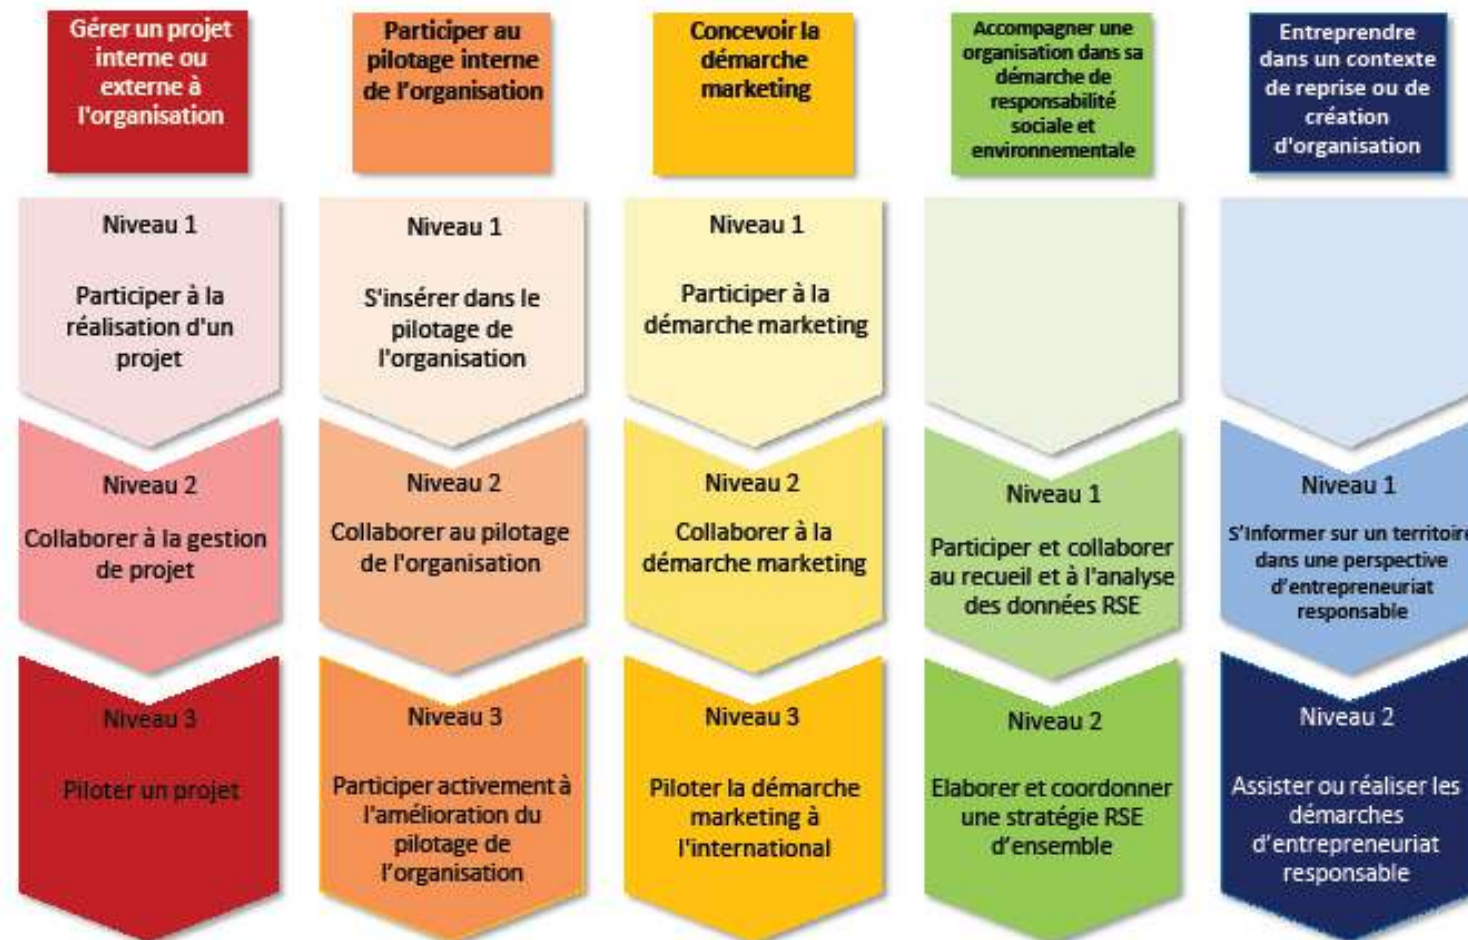 Gérer un projet
interne ou
externe à
l'organisation
Participer au
pilotage interne
de l'organisation
Concevoir la
démarche
marketing
Accompagner une
organisation dans sa
démarche de
responsabilité
sociale et
environnementale
Entreprendre
dans un contexte
de reprise ou de
création
d'organisation
Niveau 1
Participer à la
réalisation d'un
projet
Niveau 1
S'insérer dans le
pilotage de
l'organisation
Niveau 1
Participer à la
démarche marketing
Niveau 2
Collaborer à la gestion
de projet
Niveau 2
Collaborer au pilotage
de l'organisation
Niveau 2
Collaborer à la
démarche marketing
Niveau 1
Participer et collaborer
au recueil et à l'analyse
des données RSE
Niveau 1
S'Informer sur un territoire
dans une perspective
d'entrepreneuriat
responsable
Niveau 3
Piloter un projet
Niveau 3
Participer activement à
l'amélioration du
pilotage de
l'organisation
Niveau 3
Piloter la démarche
marketing à
l'international
Niveau 2
Elaborer et coordonner
une stratégie RSE
d'ensemble
Niveau 2
Assister ou réaliser les
démarches
d'entrepreneuriat
responsable